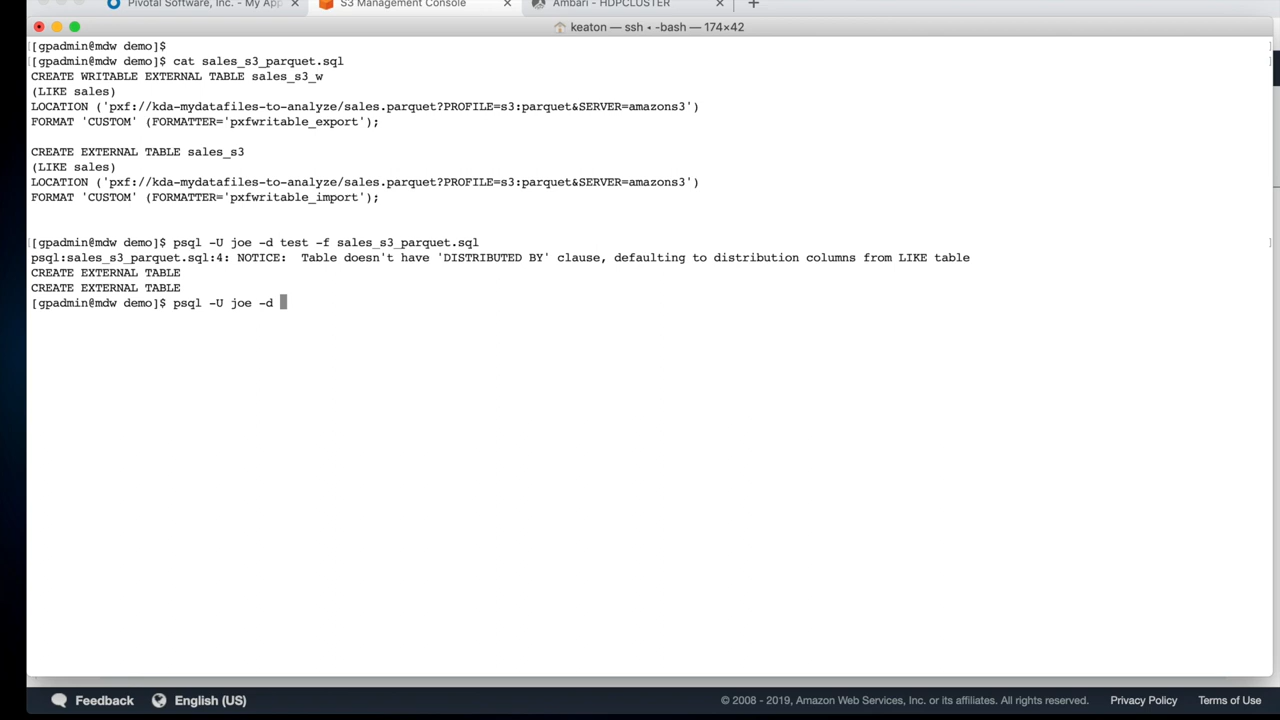 Pivotal Software, Inc. - My App
S3 Management Console
Ambari - HDPCLUSTER
keaton — ssh ◂ -bash — 174×42
[[gpadmin@mdw demo]$
[[gpadmin@mdw demo]$ cat sales_s3_parquet.sql
CREATE WRITABLE EXTERNAL TABLE sales_s3_w
(LIKE sales)
LOCATION ('pxf://kda-mydatafiles-to-analyze/sales.parquet?PROFILE=s3:parquet&SERVER=amazons3')
FORMAT 'CUSTOM' (FORMATTER='pxfwritable_export');
CREATE EXTERNAL TABLE sales_s3
(LIKE sales)
LOCATION ('pxf://kda-mydatafiles-to-analyze/sales.parquet?PROFILE=s3:parquet&SERVER=amazons3')
FORMAT 'CUSTOM' (FORMATTER='pxfwritable_import');
[[gpadmin@mdw demo]$ psql -U joe -d test -f sales_s3_parquet.sql
psql:sales_s3_parquet.sql:4: NOTICE:  Table doesn't have 'DISTRIBUTED BY' clause, defaulting to distribution columns from LIKE table
CREATE EXTERNAL TABLE
CREATE EXTERNAL TABLE
[gpadmin@mdw demo]$ psql -U joe -d
Feedback
English (US)
© 2008 - 2019, Amazon Web Services, Inc. or its affiliates. All rights reserved.
Privacy Policy
Terms of Use